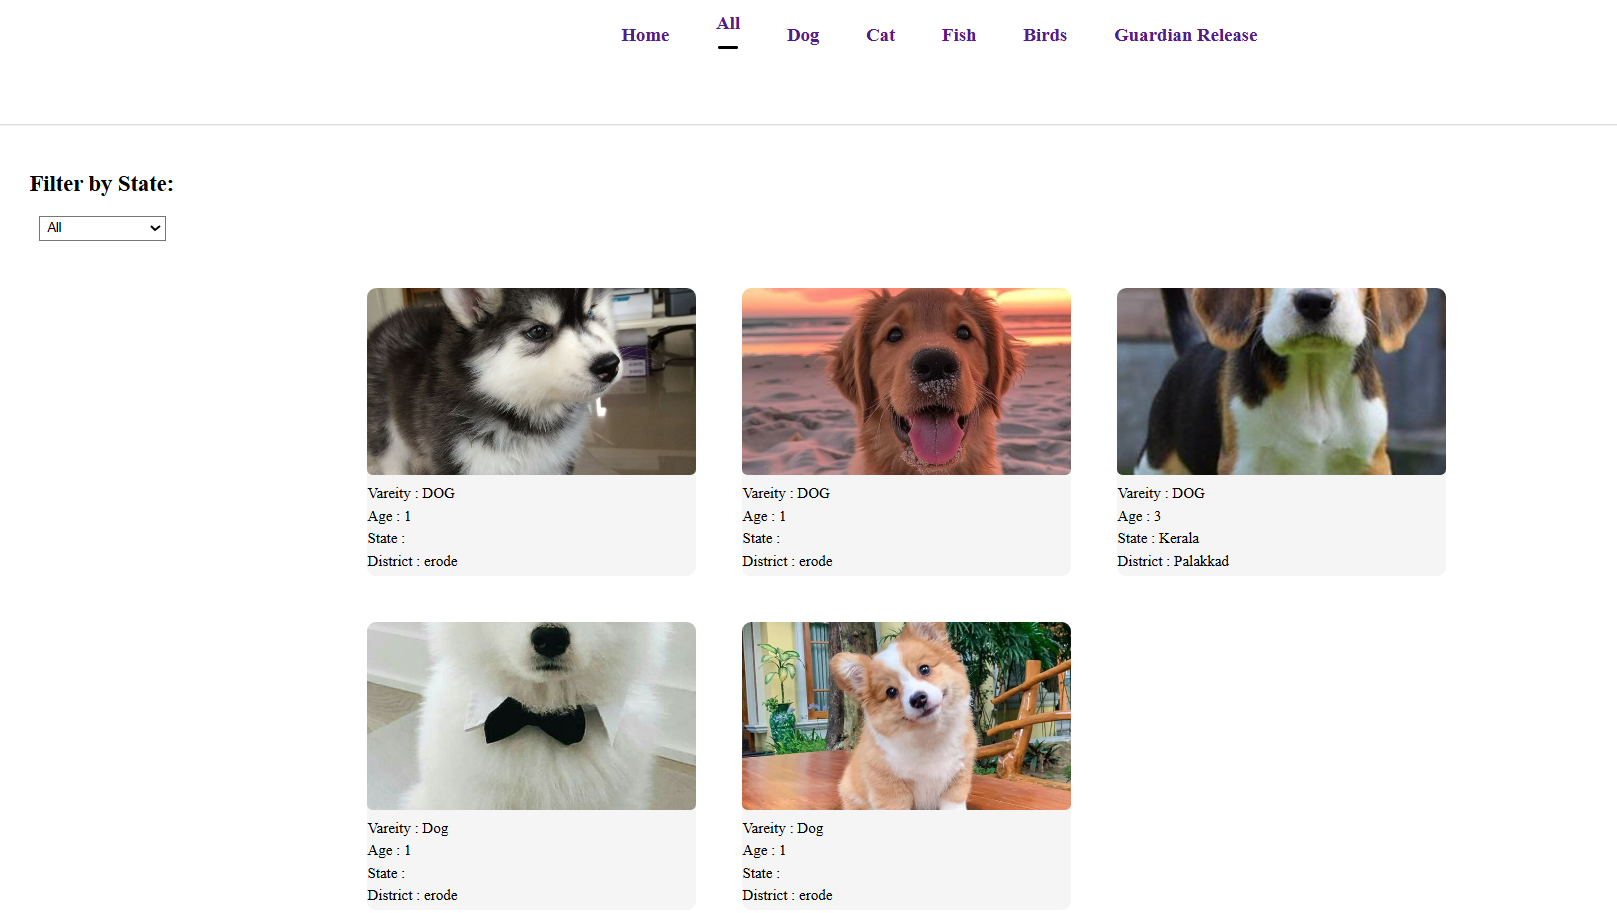 Home All Dog Cat Fish Birds Guardian Release
Filter by State:
All
Vareity : DOG
Age : 1
State :
District : erode
Vareity : DOG
Age : 1
State :
District : erode
Vareity : DOG
Age : 3
State : Kerala
District : Palakkad
Vareity : Dog
Age : 1
State :
District : erode
Vareity : Dog
Age : 1
State :
District : erode